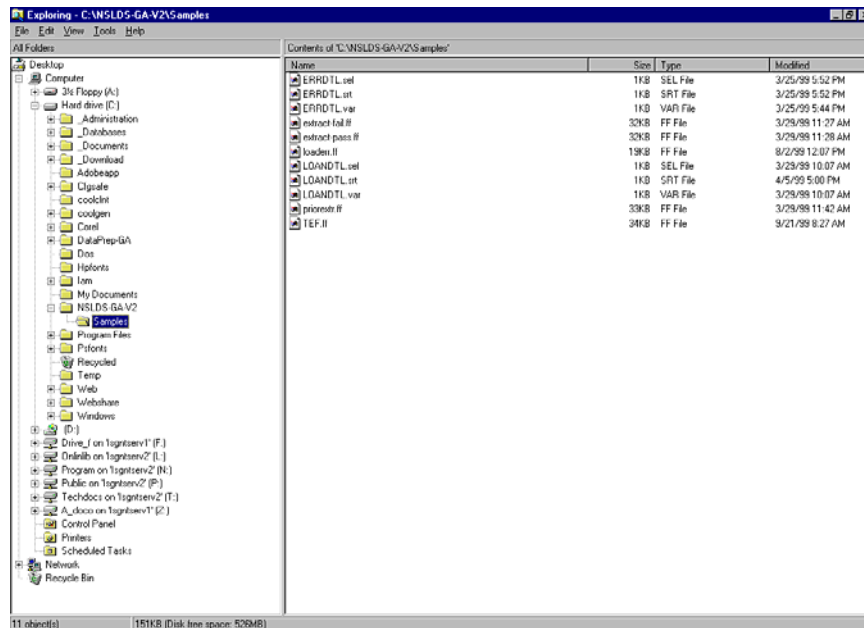 Exploring - C:\NSLDS-GA-V2\Samples
File Edit View Tools Help
All Folders
Contents of 'C:\NSLDS-GA-V2\Samples'
Desktop
Computer
3½ Floppy (A:)
Hard drive (C:)
_Administration
_Databases
_Documents
_Download
Adobeapp
Clgsale
coolclnt
coolgen
Corel
DataPrep-GA
Dos
Hpfonts
Iam
My Documents
NSLDS-GA-V2
Samples
Program Files
Psfonts
Recycled
Temp
Web
Webshare
Windows
(D:)
Drive_f on 'lsgntserv1' (F:)
Onlinlib on 'lsgntserv2' (L:)
Program on 'lsgntserv2' (N:)
Public on 'lsgntserv2' (P:)
Techdocs on 'lsgntserv2' (T:)
A_doco on 'lsgntserv1' (Z:)
Control Panel
Printers
Scheduled Tasks
Network
Recycle Bin
Name Size Type Modified
ERRDTL.sel 1KB SEL File 3/25/99 5:52 PM
ERRDTL.srt 1KB SRT File 3/25/99 5:52 PM
ERRDTL.var 1KB VAR File 3/25/99 5:44 PM
extract-fail.ff 32KB FF File 3/29/99 11:27 AM
extract-pass.ff 32KB FF File 3/29/99 11:28 AM
loaderr.ff 19KB FF File 8/2/99 12:07 PM
LOANDTL.sel 1KB SEL File 3/29/99 10:07 AM
LOANDTL.srt 1KB SRT File 4/5/99 5:00 PM
LOANDTL.var 1KB VAR File 3/29/99 10:07 AM
priorextr.ff 33KB FF File 3/29/99 11:42 AM
TEF.ff 34KB FF File 9/21/99 8:27 AM
11 object(s)
151KB (Disk free space: 526MB)